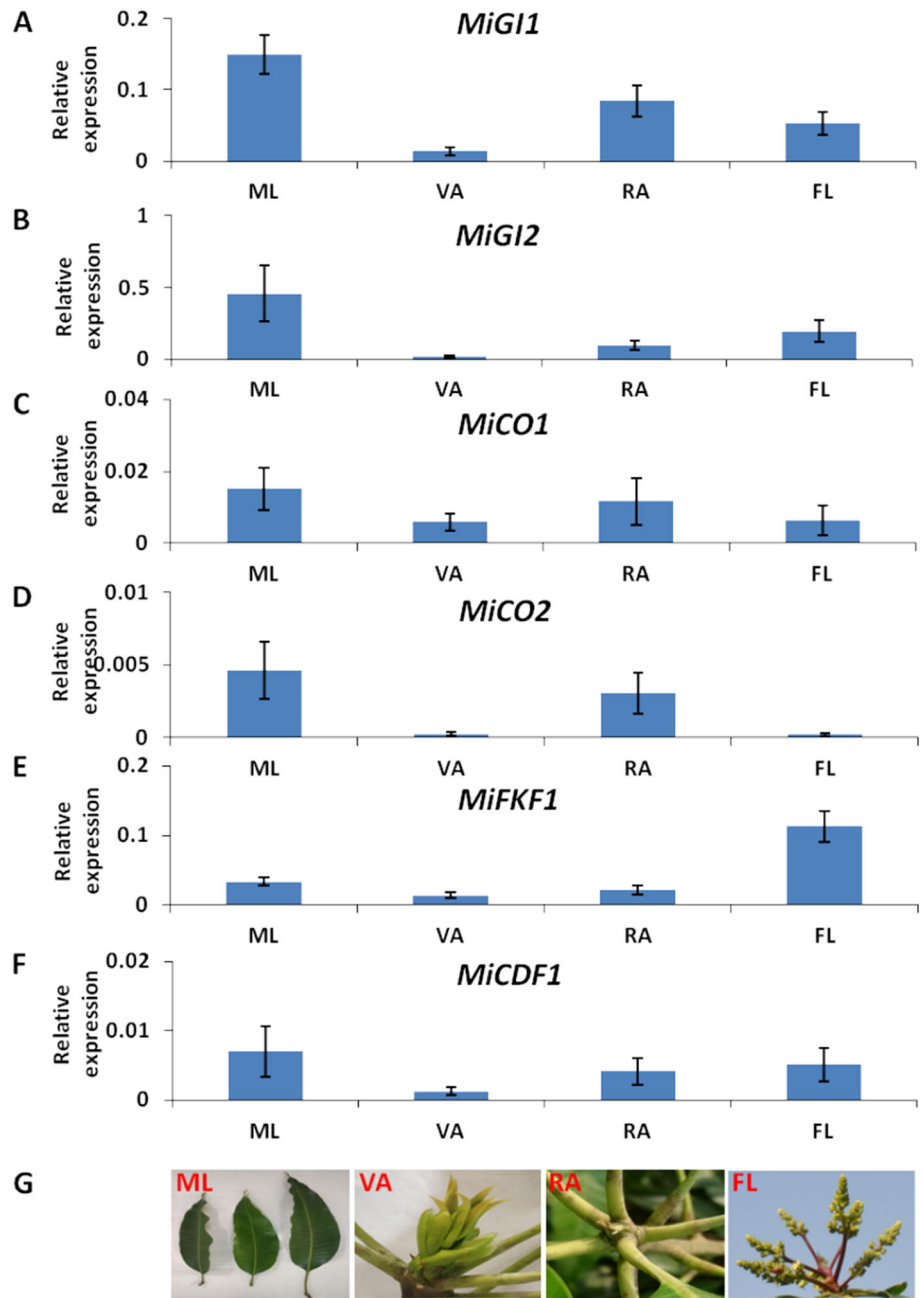 A
MiGI1
Relative expression
0.2
0.1
0
ML VA RA FL
B
MiGI2
Relative expression
1
0.5
0
ML VA RA FL
C
MiCO1
Relative expression
0.04
0.02
0
ML VA RA FL
D
MiCO2
Relative expression
0.01
0.005
0
ML VA RA FL
E
MiFKF1
Relative expression
0.2
0.1
0
ML VA RA FL
F
MiCDF1
Relative expression
0.02
0.01
0
ML VA RA FL
G
ML VA RA FL